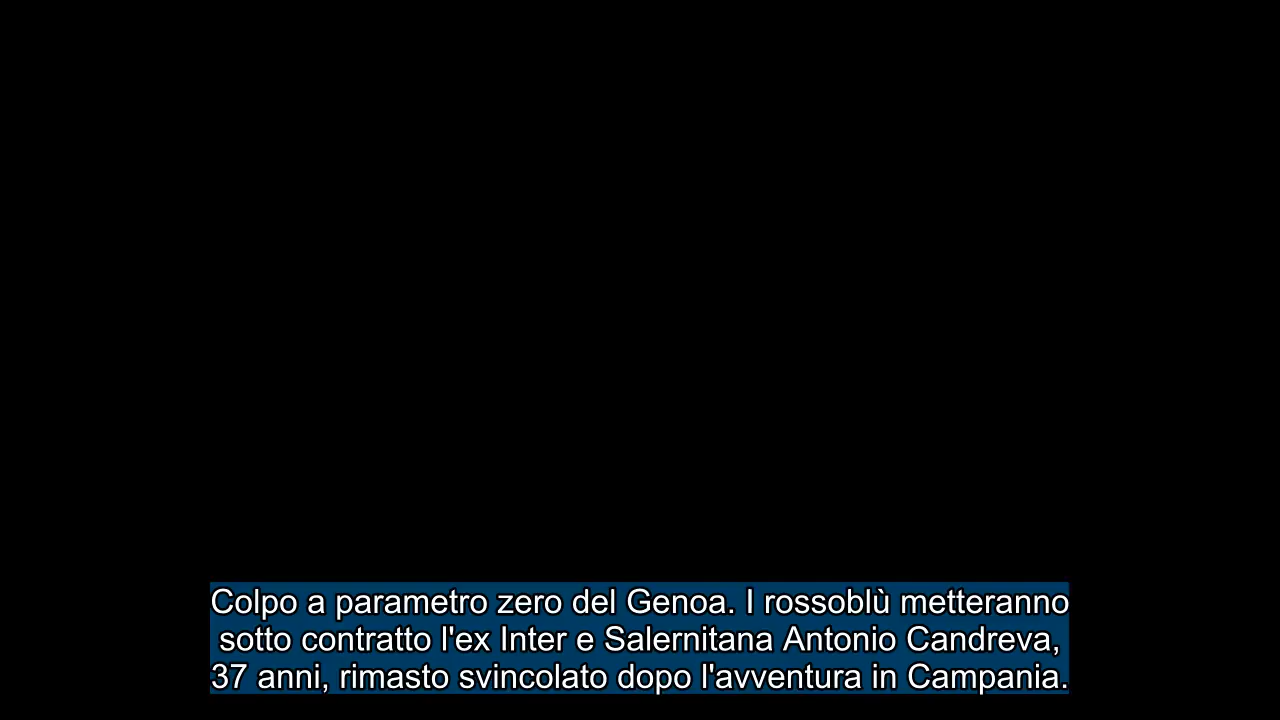 Colpo a parametro zero del Genoa. I rossoblù metteranno
sotto contratto l'ex Inter e Salernitana Antonio Candreva,
37 anni, rimasto svincolato dopo l'avventura in Campania.